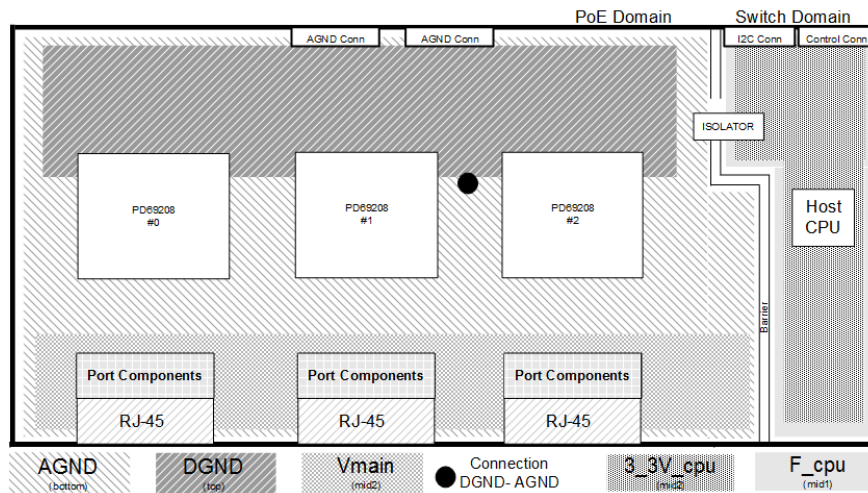 PoE Domain
Switch Domain
AGND Conn
AGND Conn
I2C Conn
Control Conn
ISOLATOR
PD69208
#0
PD69208
#1
PD69208
#2
Host
CPU
Barrier
Port Components
Port Components
Port Components
RJ-45
RJ-45
RJ-45
AGND
(bottom)
DGND
(top)
Vmain
(mid2)
Connection
DGND- AGND
3_3V_cpu
(mid2)
F_cpu
(mid1)